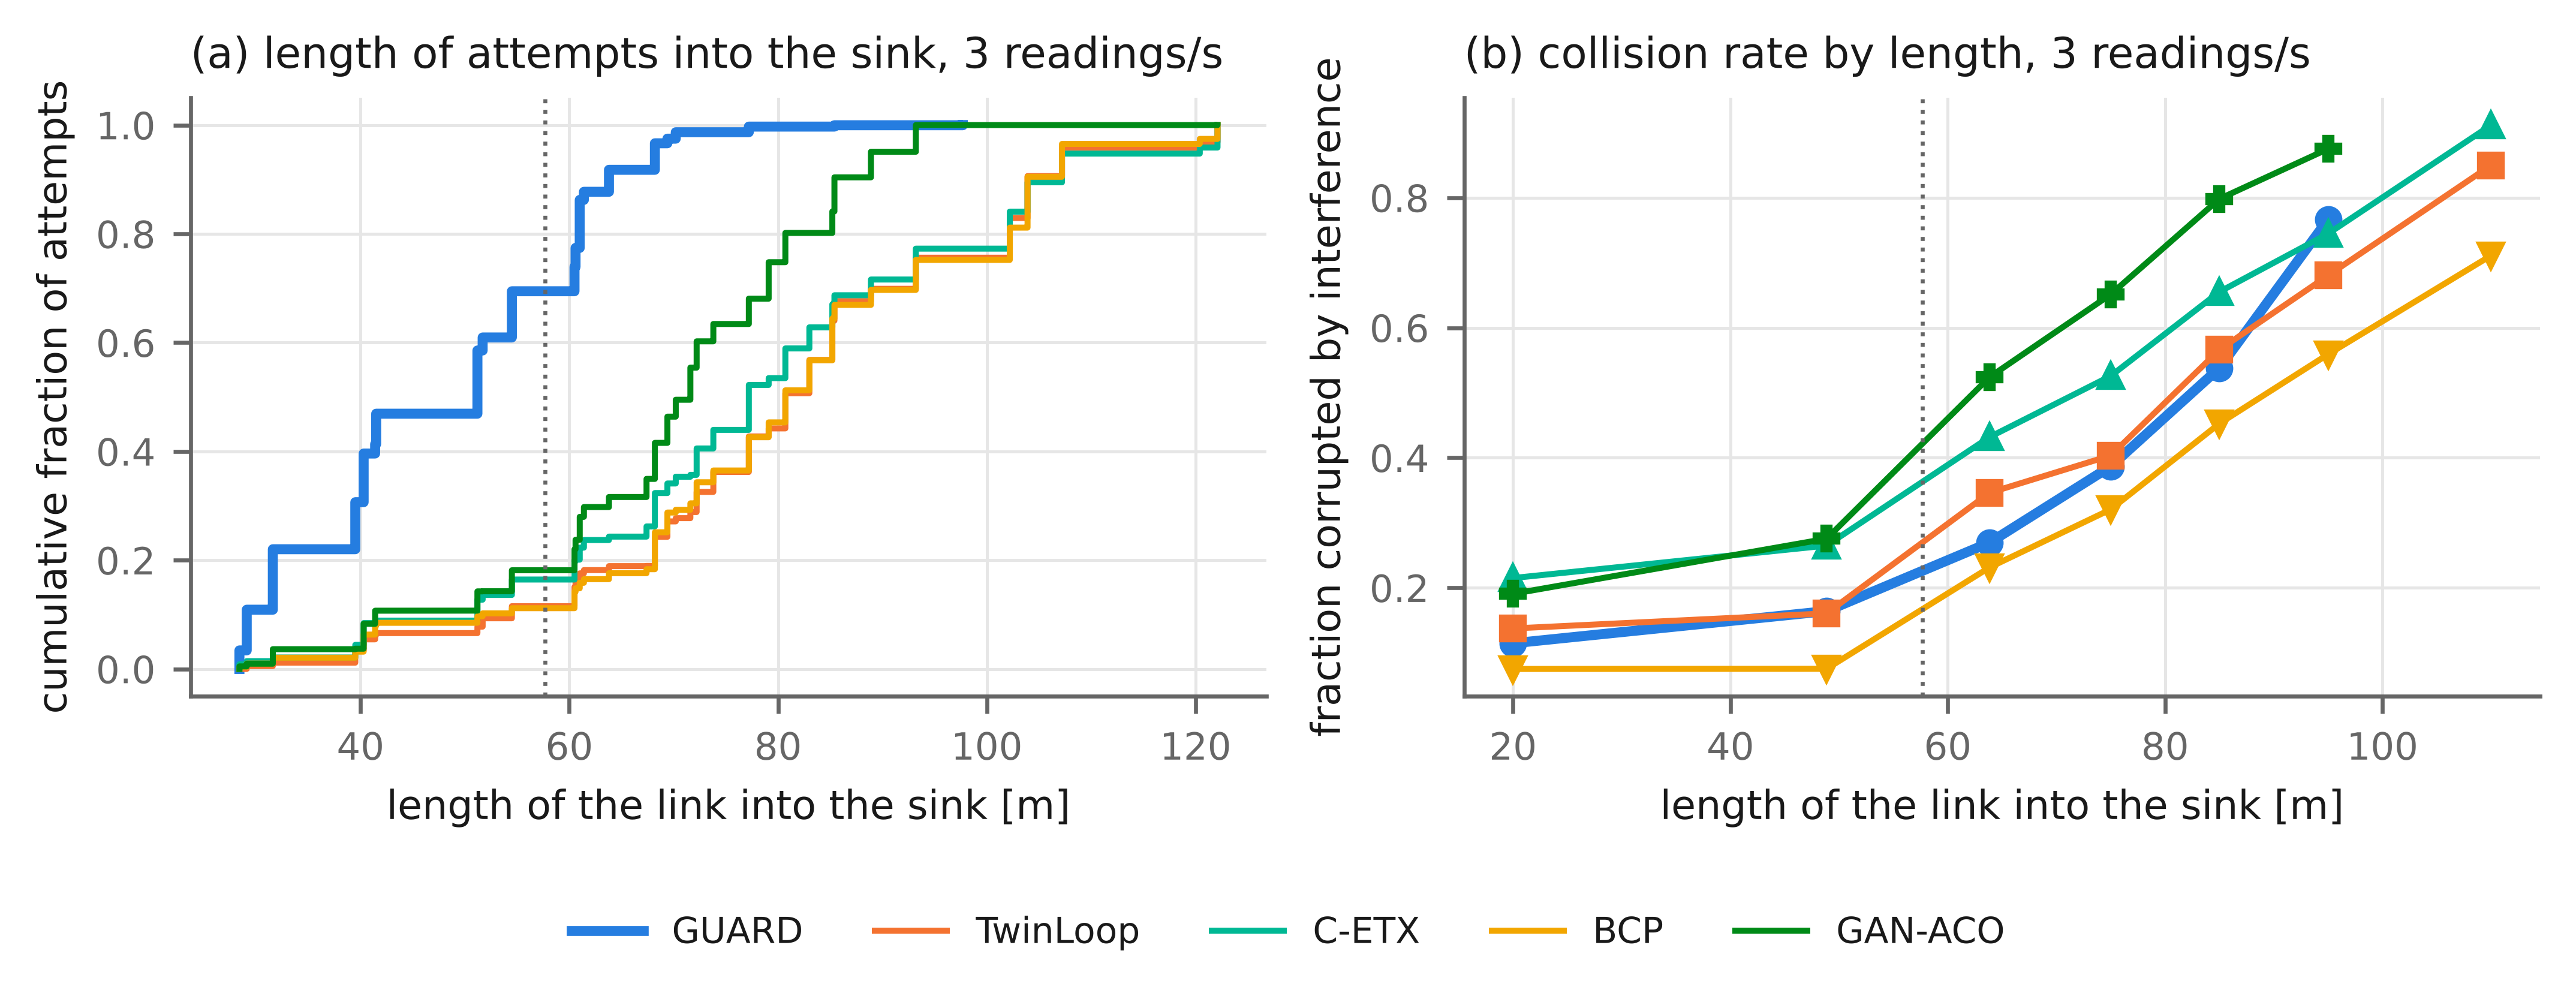 (a) length of attempts into the sink, 3 readings/s
cumulative fraction of attempts
1.0
0.8
0.6
0.4
0.2
0.0
40
60
80
100
120
length of the link into the sink [m]
(b) collision rate by length, 3 readings/s
fraction corrupted by interference
0.8
0.6
0.4
0.2
20
40
60
80
100
length of the link into the sink [m]
GUARD
TwinLoop
C-ETX
BCP
GAN-ACO